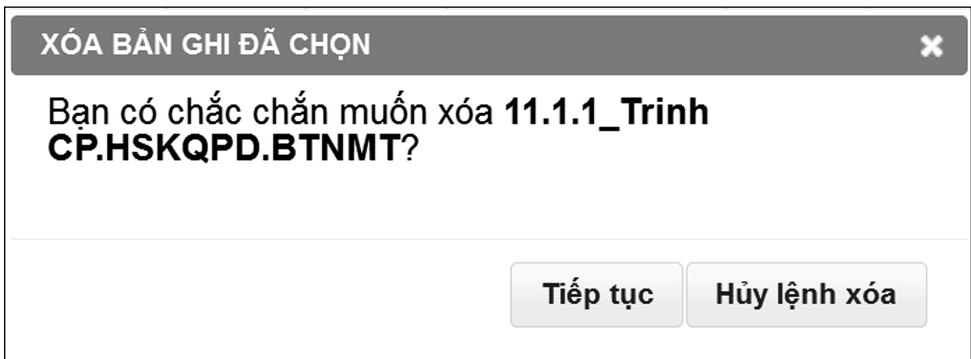 XÓA BẢN GHI ĐÃ CHỌN
Bạn có chắc chắn muốn xóa 11.1.1_Trinh
CP.HSKQPD.BTNMT?
Tiếp tục
Hủy lệnh xóa